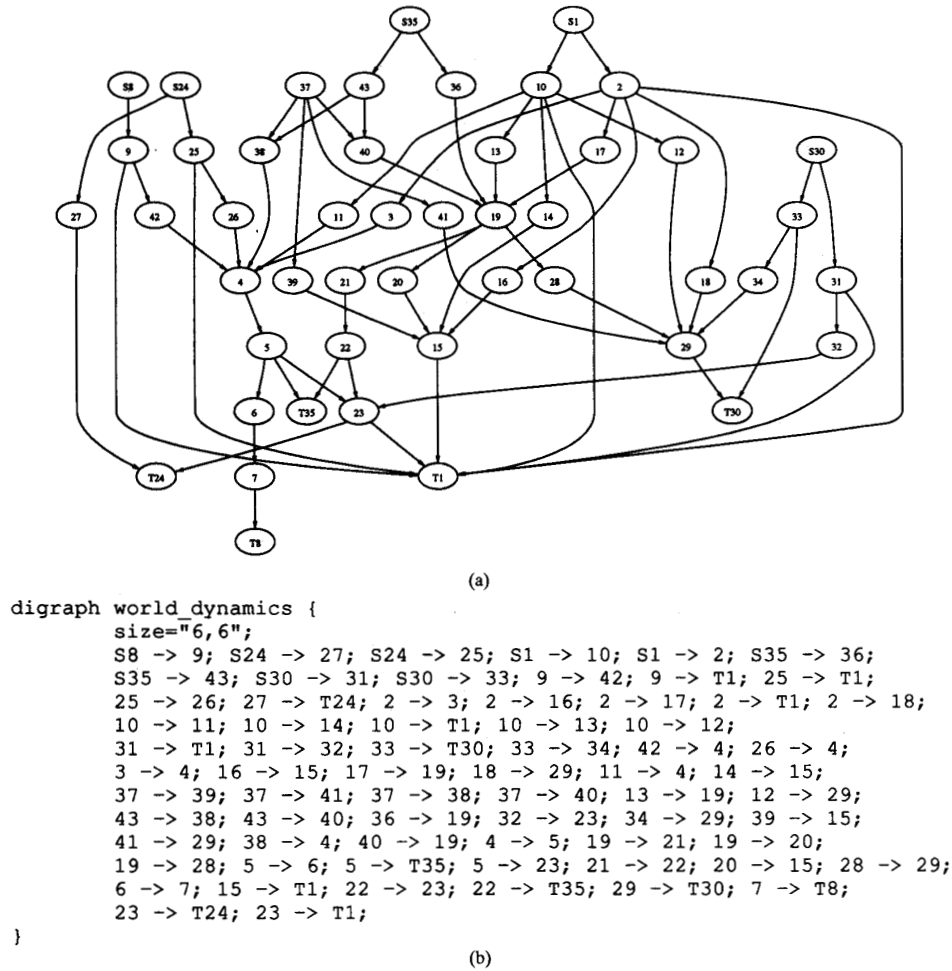 S35 S1
S8 S24 37 43 36 10 2
9 25 38 40 13 17 12 S30
27 42 26 11 3 41 19 14 33
4 39 21 20 16 28 18 34 31
5 22 15 29 32
6 T35 23 T30
T24 7 T1
T8
(a)
digraph world_dynamics {
size="6,6";
S8 -> 9; S24 -> 27; S24 -> 25; S1 -> 10; S1 -> 2; S35 -> 36;
S35 -> 43; S30 -> 31; S30 -> 33; 9 -> 42; 9 -> T1; 25 -> T1;
25 -> 26; 27 -> T24; 2 -> 3; 2 -> 16; 2 -> 17; 2 -> T1; 2 -> 18;
10 -> 11; 10 -> 14; 10 -> T1; 10 -> 13; 10 -> 12;
31 -> T1; 31 -> 32; 33 -> T30; 33 -> 34; 42 -> 4; 26 -> 4;
3 -> 4; 16 -> 15; 17 -> 19; 18 -> 29; 11 -> 4; 14 -> 15;
37 -> 39; 37 -> 41; 37 -> 38; 37 -> 40; 13 -> 19; 12 -> 29;
43 -> 38; 43 -> 40; 36 -> 19; 32 -> 23; 34 -> 29; 39 -> 15;
41 -> 29; 38 -> 4; 40 -> 19; 4 -> 5; 19 -> 21; 19 -> 20;
19 -> 28; 5 -> 6; 5 -> T35; 5 -> 23; 21 -> 22; 20 -> 15; 28 -> 29;
6 -> 7; 15 -> T1; 22 -> 23; 22 -> T35; 29 -> T30; 7 -> T8;
23 -> T24; 23 -> T1;
}
(b)